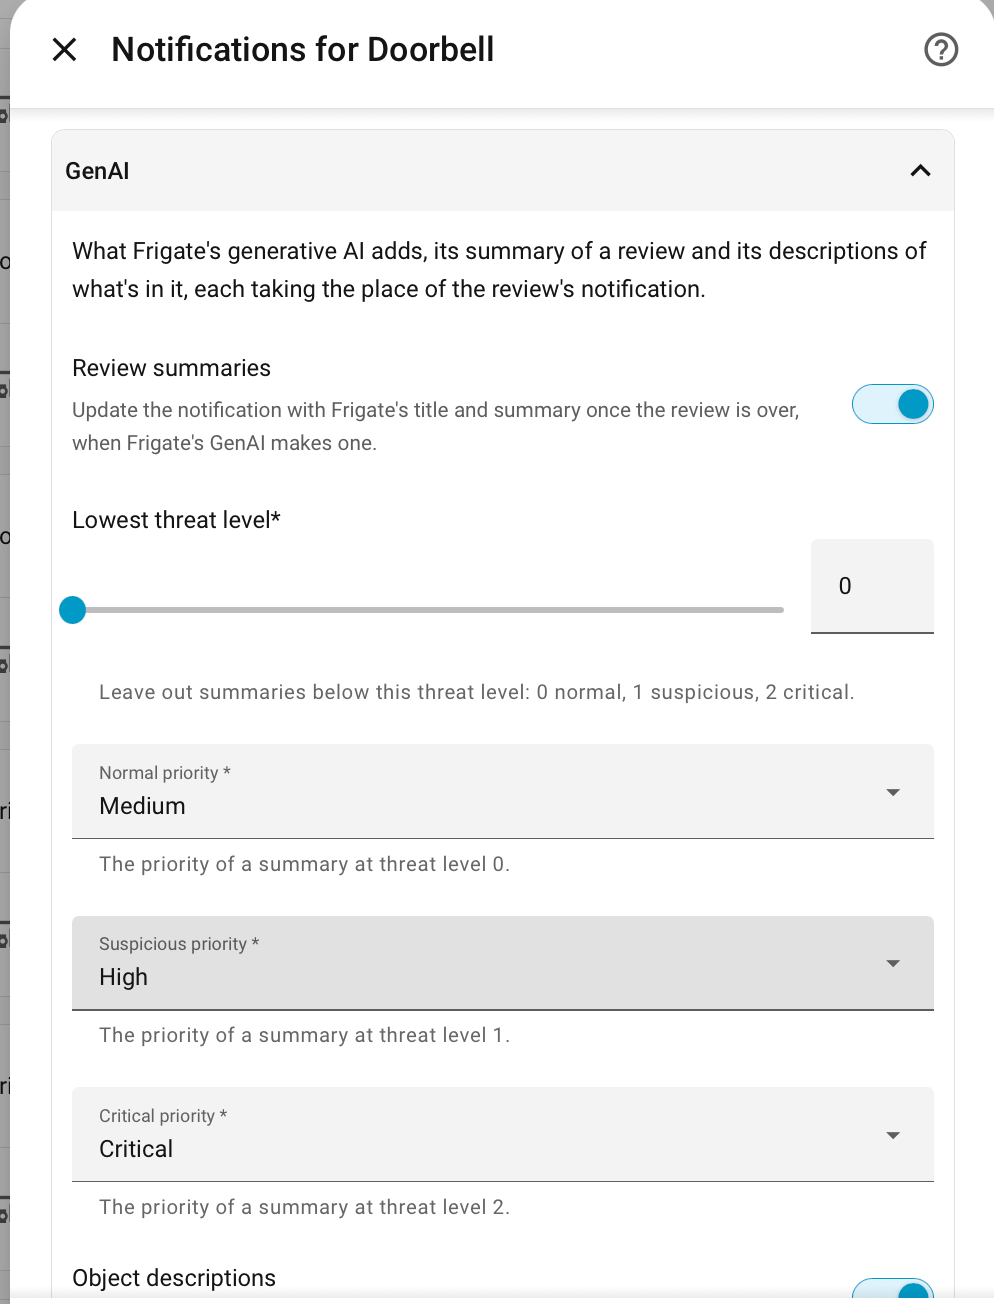 Notifications for Doorbell
GenAI
What Frigate's generative AI adds, its summary of a review and its descriptions of
what's in it, each taking the place of the review's notification.
Review summaries
Update the notification with Frigate's title and summary once the review is over,
when Frigate's GenAI makes one.
Lowest threat level*
0
Leave out summaries below this threat level: 0 normal, 1 suspicious, 2 critical.
Normal priority *
Medium
The priority of a summary at threat level 0.
Suspicious priority *
High
The priority of a summary at threat level 1.
Critical priority *
Critical
The priority of a summary at threat level 2.
Object descriptions